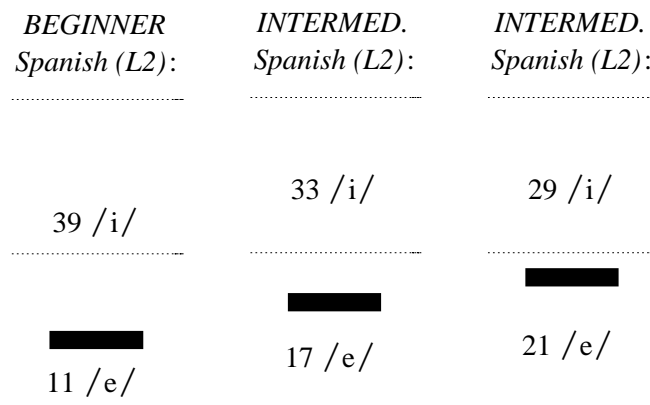 BEGINNER INTERMED. INTERMED.
Spanish (L2): Spanish (L2): Spanish (L2):
39 /i/ 33 /i/ 29 /i/
11 /e/ 17 /e/ 21 /e/